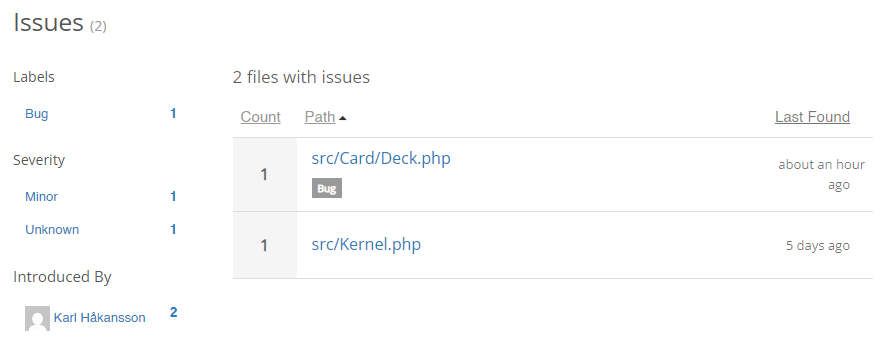 Issues (2)
Labels
Bug 1
Severity
Minor 1
Unknown 1
Introduced By
Karl Håkansson 2
2 files with issues
Count Path Last Found
1 src/Card/Deck.php about an hour
ago
Bug
1 src/Kernel.php 5 days ago